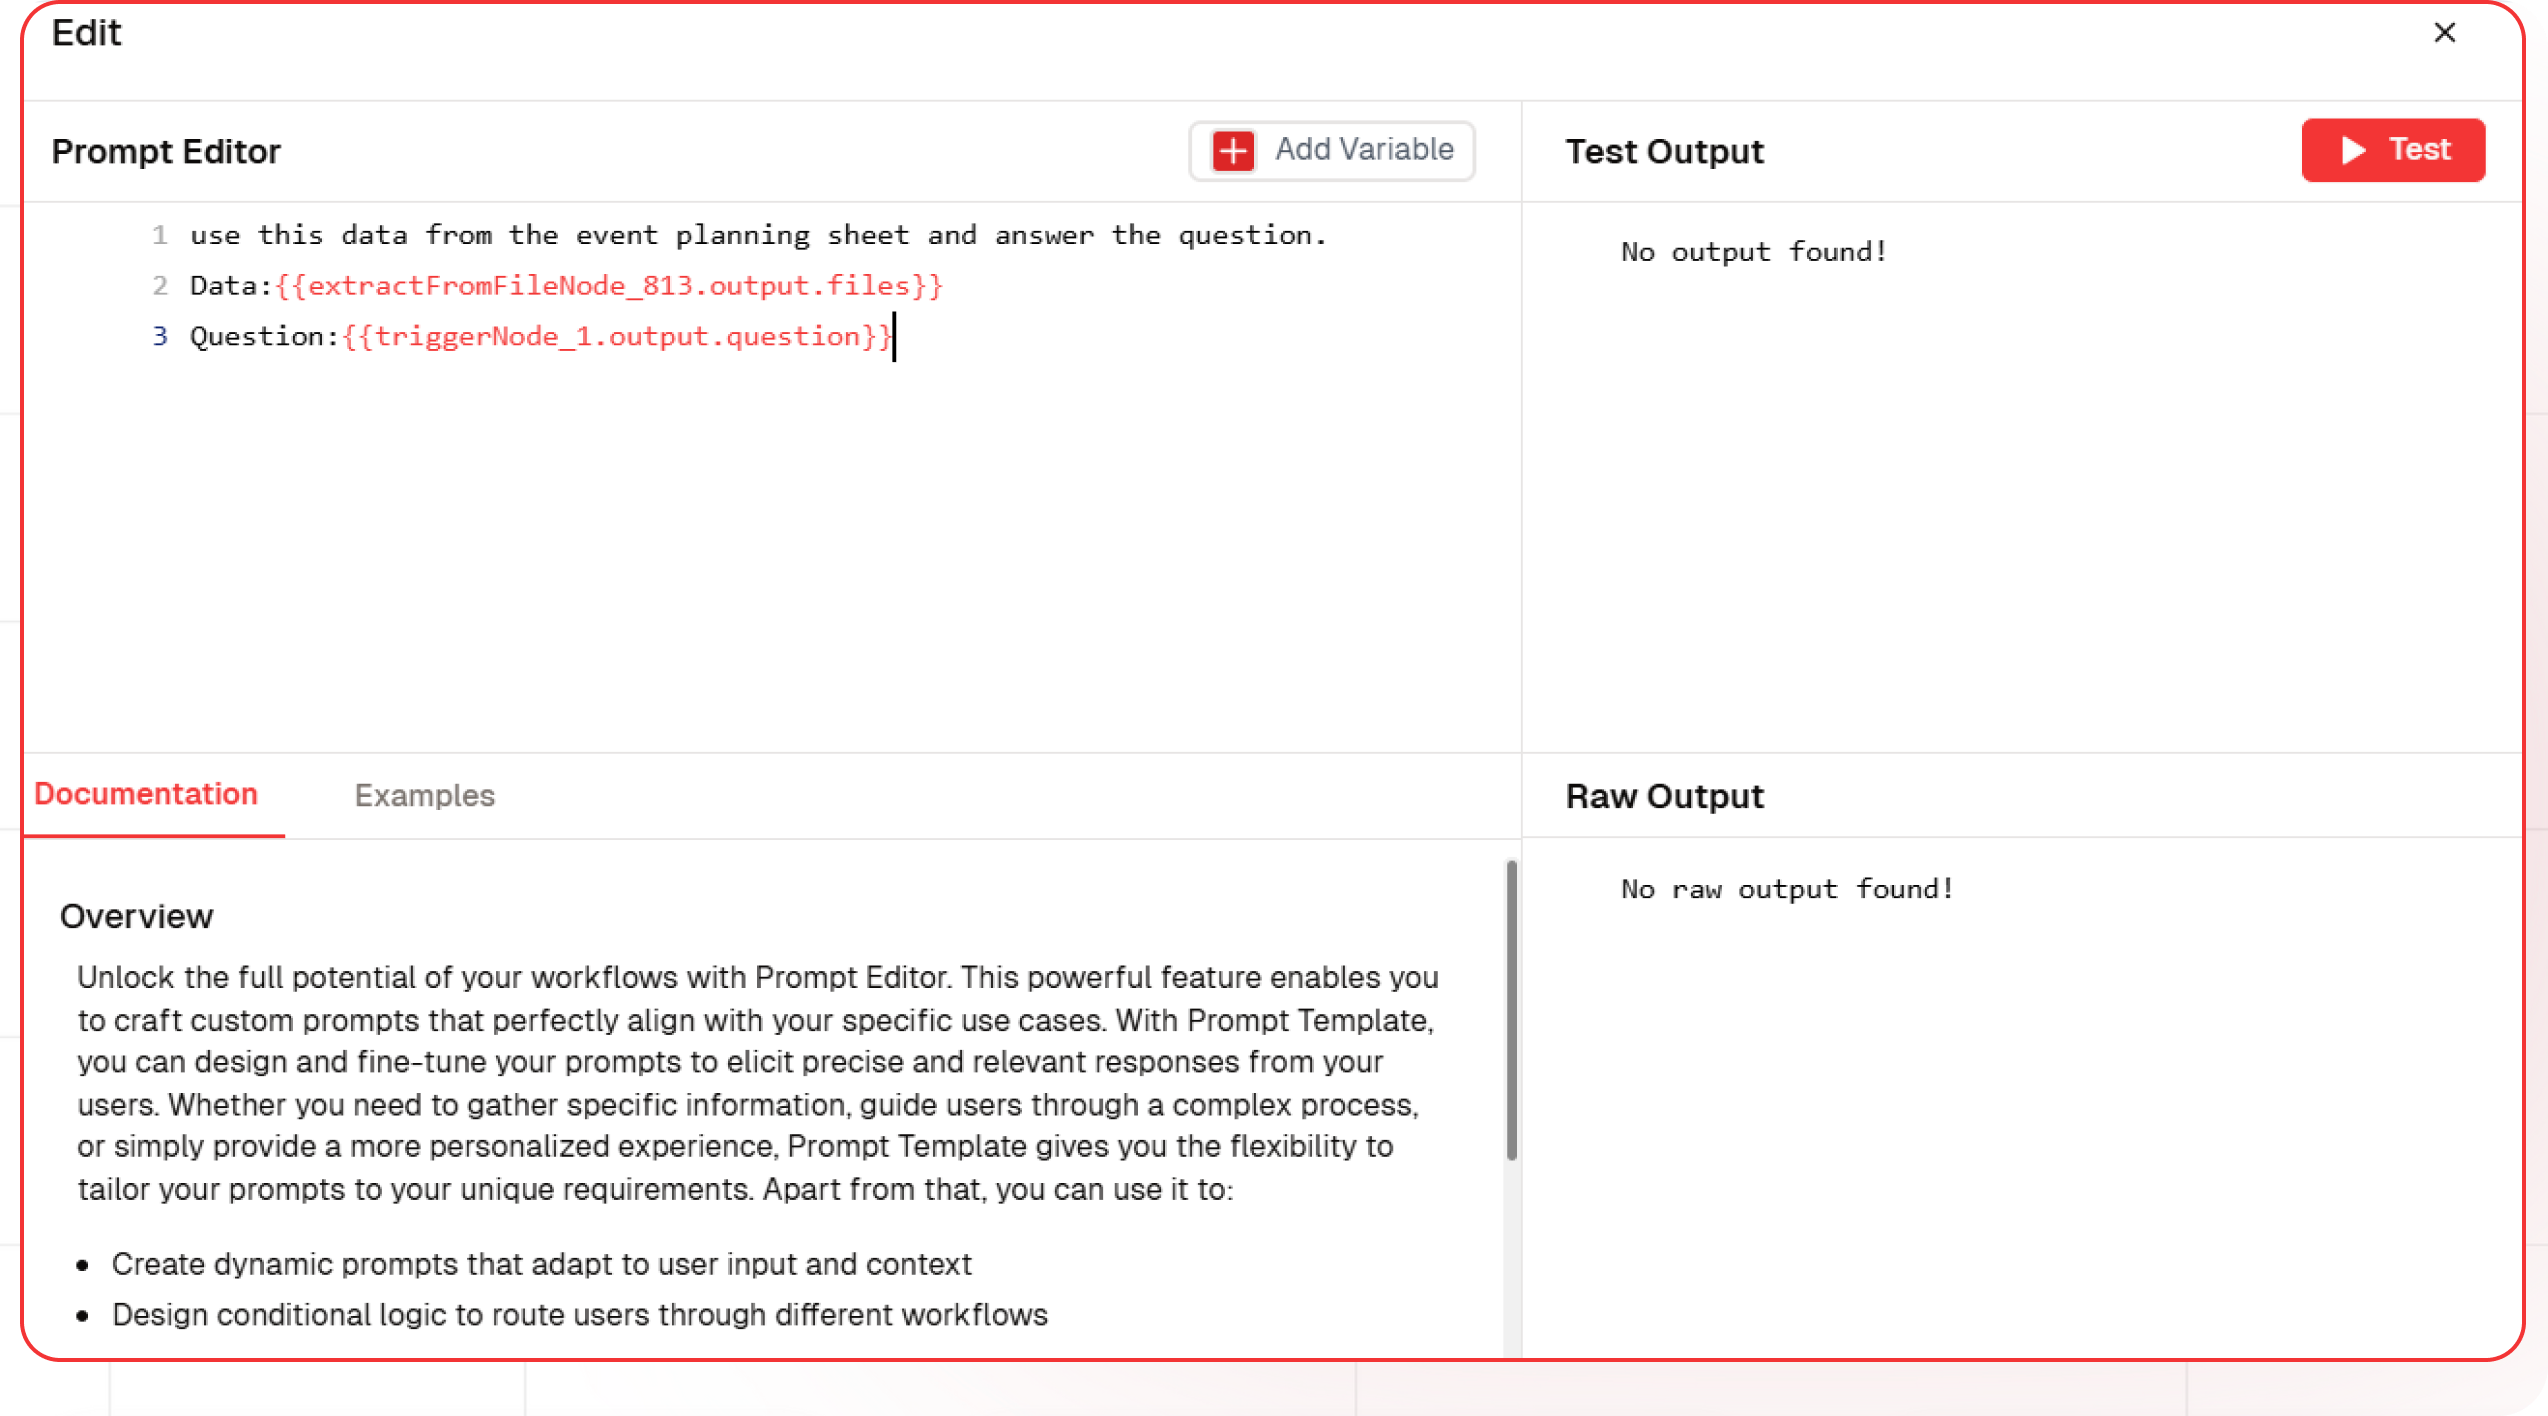 Edit
Prompt Editor
Add Variable
1 use this data from the event planning sheet and answer the question.
2 Data:{{extractFromFileNode_813.output.files}}
3 Question:{{triggerNode_1.output.question}}
Test Output
Test
No output found!
Documentation
Examples
Overview
Unlock the full potential of your workflows with Prompt Editor. This powerful feature enables you
to craft custom prompts that perfectly align with your specific use cases. With Prompt Template,
you can design and fine-tune your prompts to elicit precise and relevant responses from your
users. Whether you need to gather specific information, guide users through a complex process,
or simply provide a more personalized experience, Prompt Template gives you the flexibility to
tailor your prompts to your unique requirements. Apart from that, you can use it to:
• Create dynamic prompts that adapt to user input and context
• Design conditional logic to route users through different workflows
Raw Output
No raw output found!